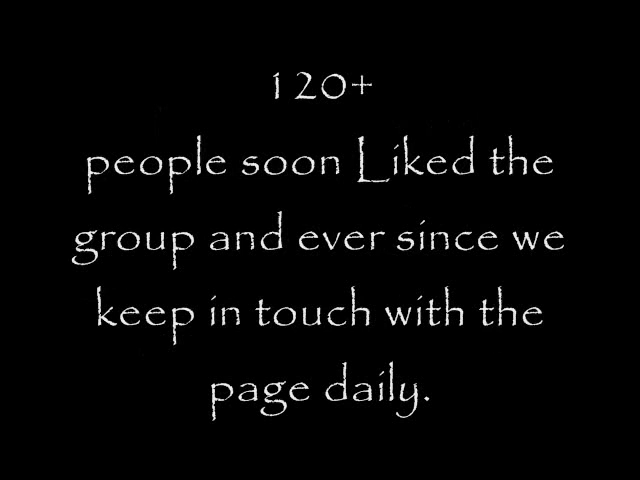 120+
people soon Liked the
group and ever since we
keep in touch with the
page daily.